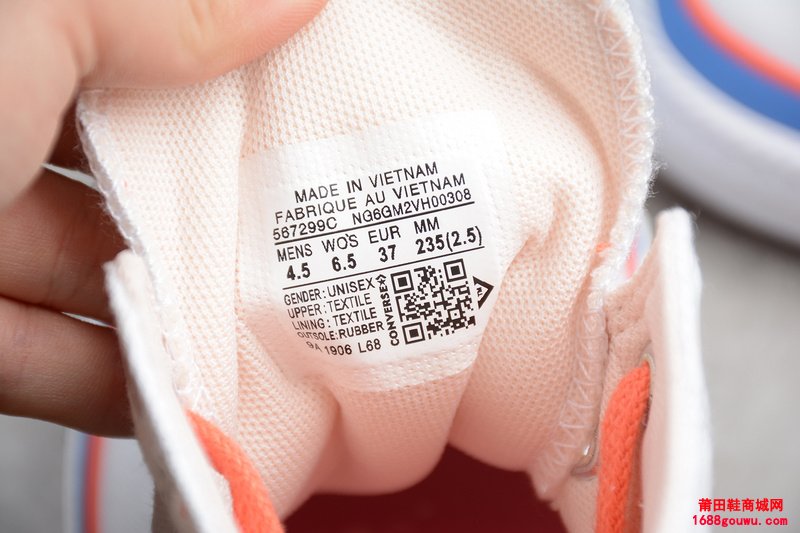 MADE IN VIETNAM
FABRIQUE AU VIETNAM
567299C NG6GM2VH00308
MENS WO'S EUR MM
4.5 6.5 37 235(2.5)
GENDER:UNISEX
UPPER:TEXTILE
LINING:TEXTILE
OUTSOLE:RUBBER
9A 1906 L68
CONVERSE
TM
莆田鞋商城网
1688gouwu.com